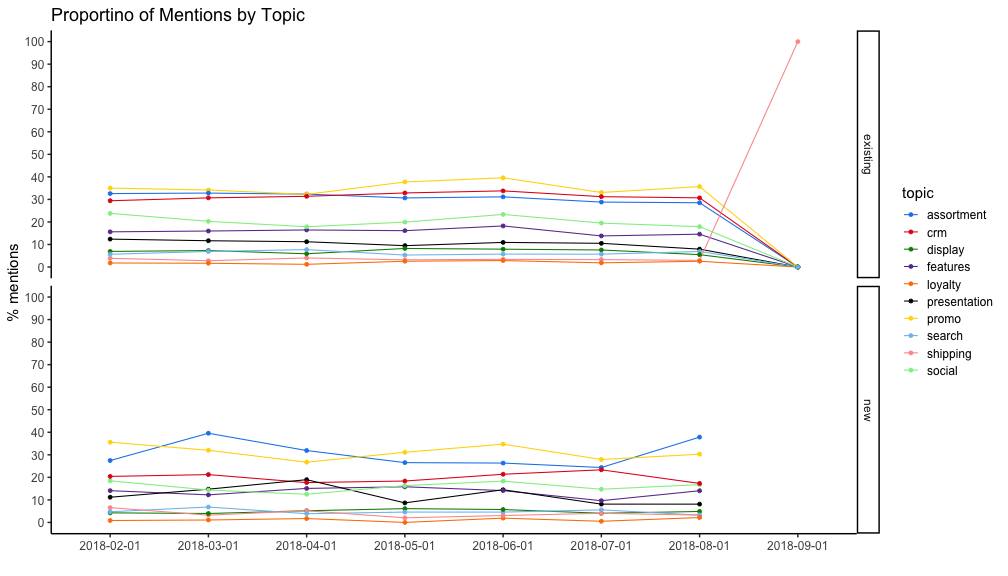 Proportino of Mentions by Topic
% mentions
100
90
80
70
60
50
40
30
20
10
0
existing
100
90
80
70
60
50
40
30
20
10
0
new
2018-02-01 2018-03-01 2018-04-01 2018-05-01 2018-06-01 2018-07-01 2018-08-01 2018-09-01
topic
assortment
crm
display
features
loyalty
presentation
promo
search
shipping
social